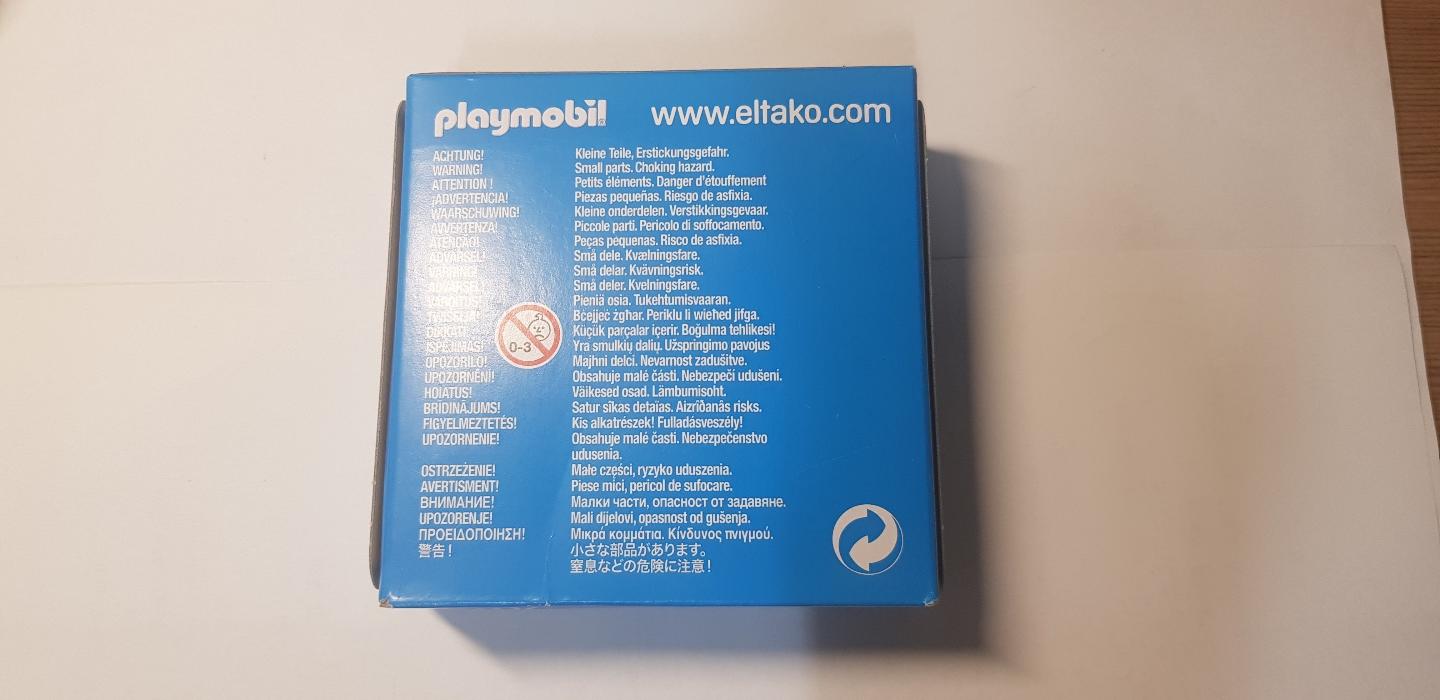 playmobil® www.eltako.com
ACHTUNG! Kleine Teile, Erstickungsgefahr.
WARNING! Small parts. Choking hazard.
ATTENTION ! Petits éléments. Danger d'étouffement
¡ADVERTENCIA! Piezas pequeñas. Riesgo de asfixia.
WAARSCHUWING! Kleine onderdelen. Verstikkingsgevaar.
AVVERTENZA! Piccole parti. Pericolo di soffocamento.
ATENÇÃO! Peças pequenas. Risco de asfixia.
ADVARSEL! Små dele. Kvælningsfare.
VARNING! Små delar. Kvävningsrisk.
ADVARSEL! Små deler. Kvelningsfare.
VAROITUS! Pieniä osia. Tukehtumisvaaran.
TWISSIJA! Bċejjeċ żgħar. Periklu li wieħed jifga.
DIKKAT! Küçük parçalar içerir. Boğulma tehlikesi!
ĮSPĖJIMAS! Yra smulkių dalių. Užspringimo pavojus
0-3
OPOZORILO! Majhni delci. Nevarnost zadušitve.
UPOZORNĚNÍ! Obsahuje malé části. Nebezpečí udušení.
HOIATUS! Väikesed osad. Lämbumisoht.
BRĪDINĀJUMS! Satur sīkas detaīas. Aizrīðanâs risks.
FIGYELMEZTETÉS! Kis alkatrészek! Fulladásveszély!
UPOZORNENIE! Obsahuje malé časti. Nebezpečenstvo
udusenia.
OSTRZEŻENIE! Małe części, ryzyko uduszenia.
AVERTISMENT! Piese mici, pericol de sufocare.
ВНИМАНИЕ! Малки части, опасност от задавяне.
UPOZORENJE! Mali dijelovi, opasnost od gušenja.
ΠΡΟΕΙΔΟΠΟΙΗΣΗ! Μικρά κομμάτια. Κίνδυνος πνιγμού.
警告! 小さな部品があります。
窒息などの危険に注意!